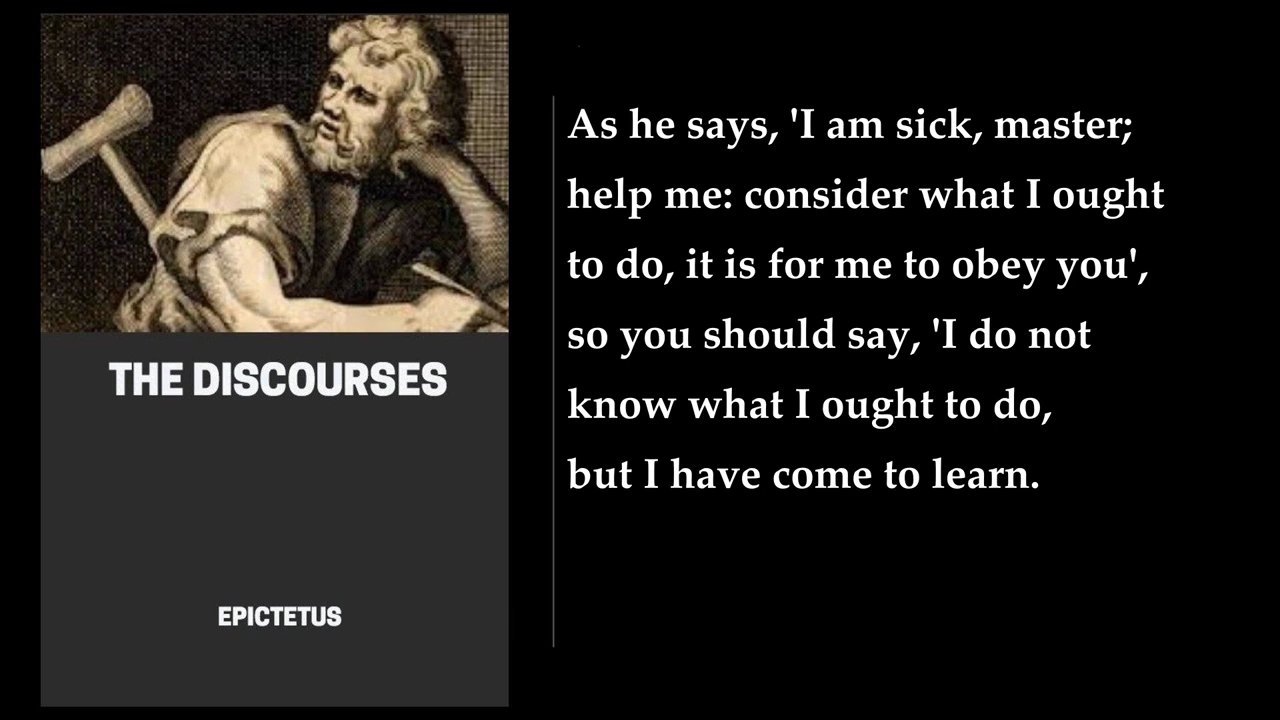 THE DISCOURSES
EPICTETUS
As he says, 'I am sick, master;
help me: consider what I ought
to do, it is for me to obey you',
so you should say, 'I do not
know what I ought to do,
but I have come to learn.